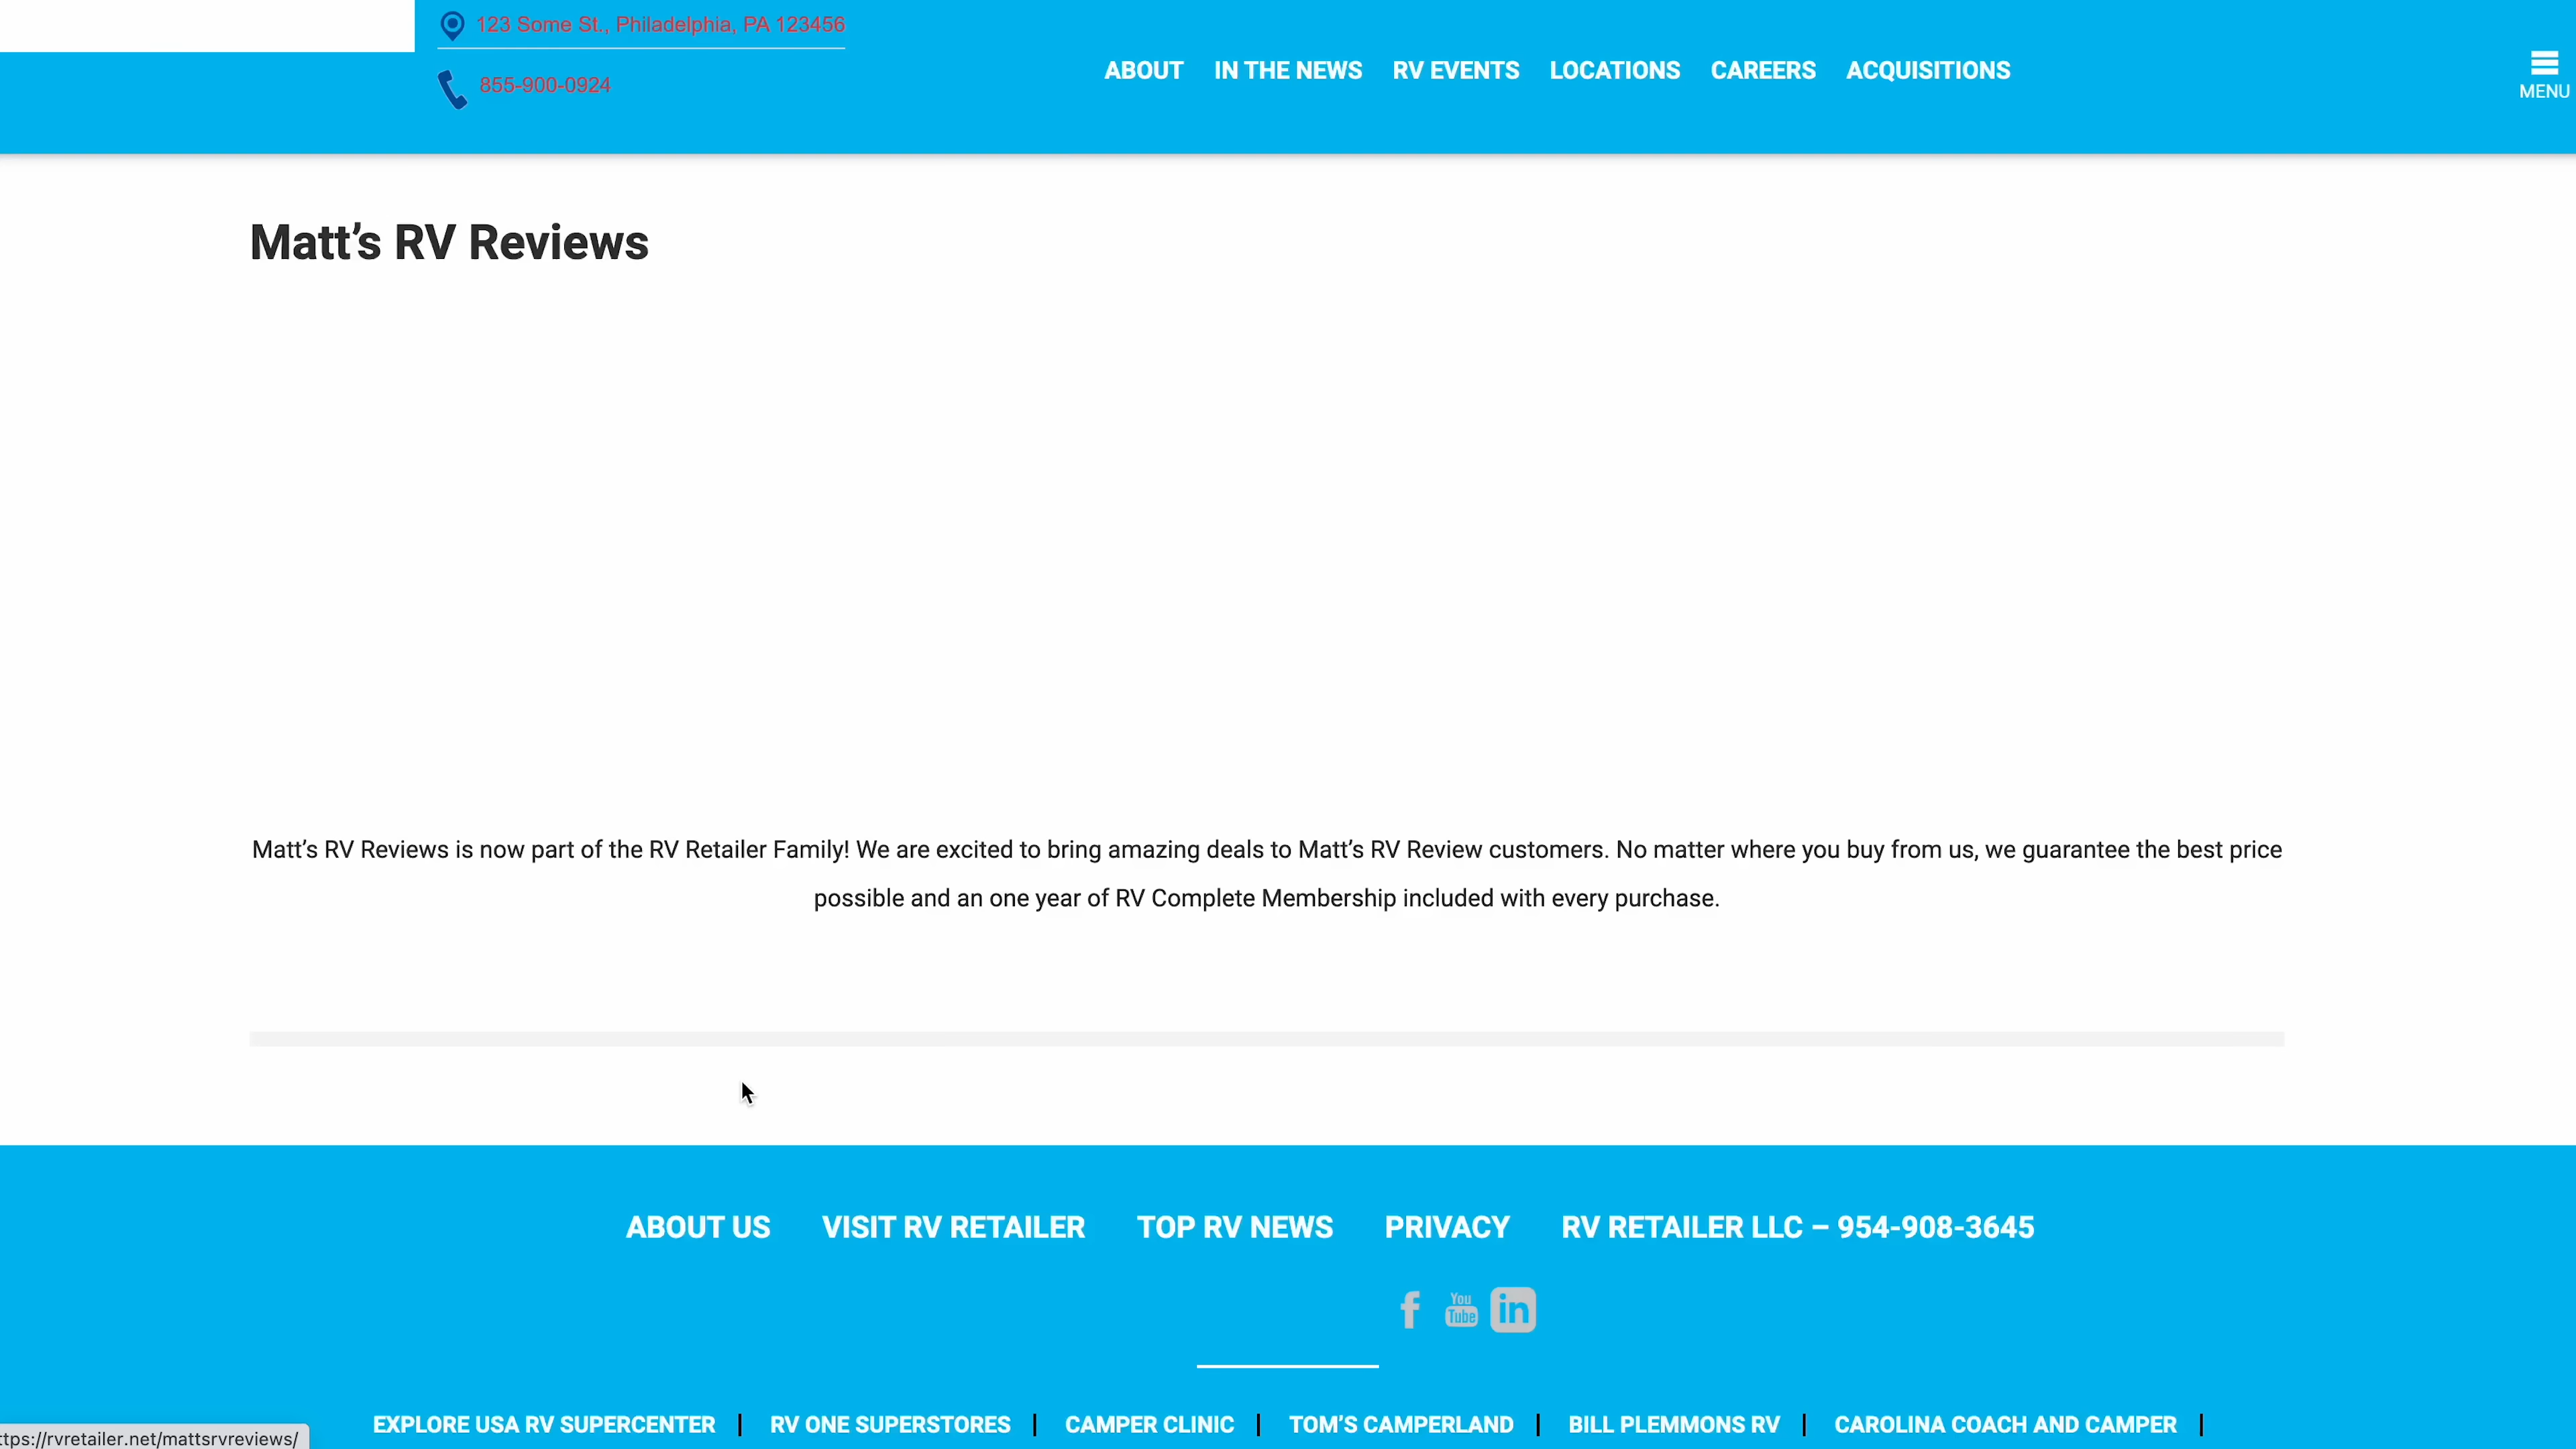 123 Some St., Philadelphia, PA 123456
855-900-0924
ABOUT IN THE NEWS RV EVENTS LOCATIONS CAREERS ACQUISITIONS
MENU
Matt’s RV Reviews
Matt’s RV Reviews is now part of the RV Retailer Family! We are excited to bring amazing deals to Matt’s RV Review customers. No matter where you buy from us, we guarantee the best price
possible and an one year of RV Complete Membership included with every purchase.
ABOUT US VISIT RV RETAILER TOP RV NEWS PRIVACY RV RETAILER LLC – 954-908-3645
f You Tube in
EXPLORE USA RV SUPERCENTER | RV ONE SUPERSTORES | CAMPER CLINIC | TOM’S CAMPERLAND | BILL PLEMMONS RV | CAROLINA COACH AND CAMPER |
ttps://rvretailer.net/mattsrvreviews/